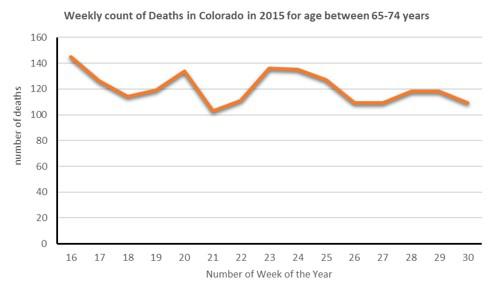 Weekly count of Deaths in Colorado in 2015 for age between 65-74 years
160
140
120
100
80
60
40
20
0
number of deaths
16 17 18 19 20 21 22 23 24 25 26 27 28 29 30
Number of Week of the Year